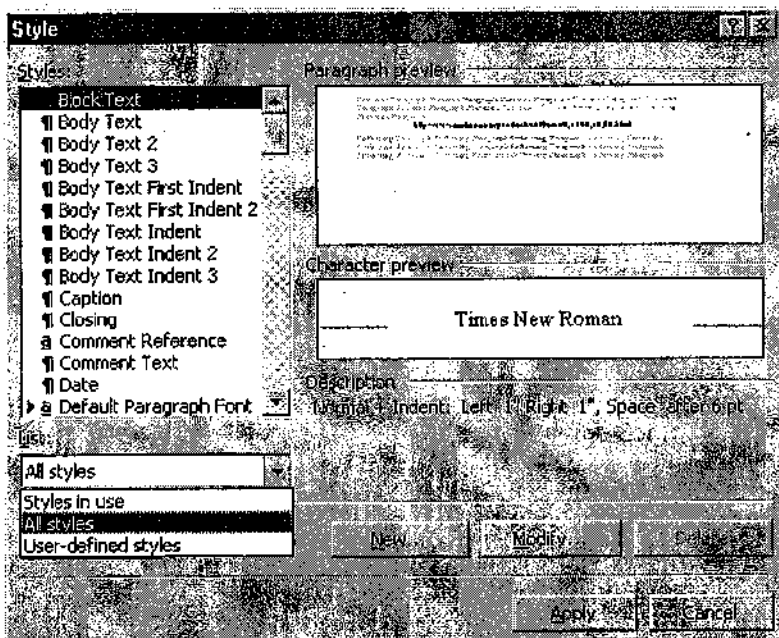 Style
Styles:
Block Text
¶ Body Text
¶ Body Text 2
¶ Body Text 3
¶ Body Text First Indent
¶ Body Text First Indent 2
¶ Body Text Indent
¶ Body Text Indent 2
¶ Body Text Indent 3
¶ Caption
¶ Closing
a Comment Reference
¶ Comment Text
¶ Date
a Default Paragraph Font
List:
All styles
Styles in use
All styles
User-defined styles
Paragraph preview
Character preview
Times New Roman
Description
Normal + Indent: Left 1", Right 1", Space after 6 pt
New...
Modify...
Delete
Apply
Cancel